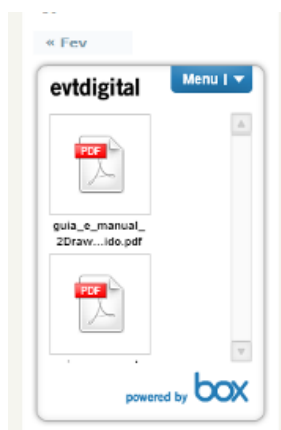 « Fev
evtdigital
Menu
PDF
guia_e_manual_
2Draw...ido.pdf
PDF
powered by box